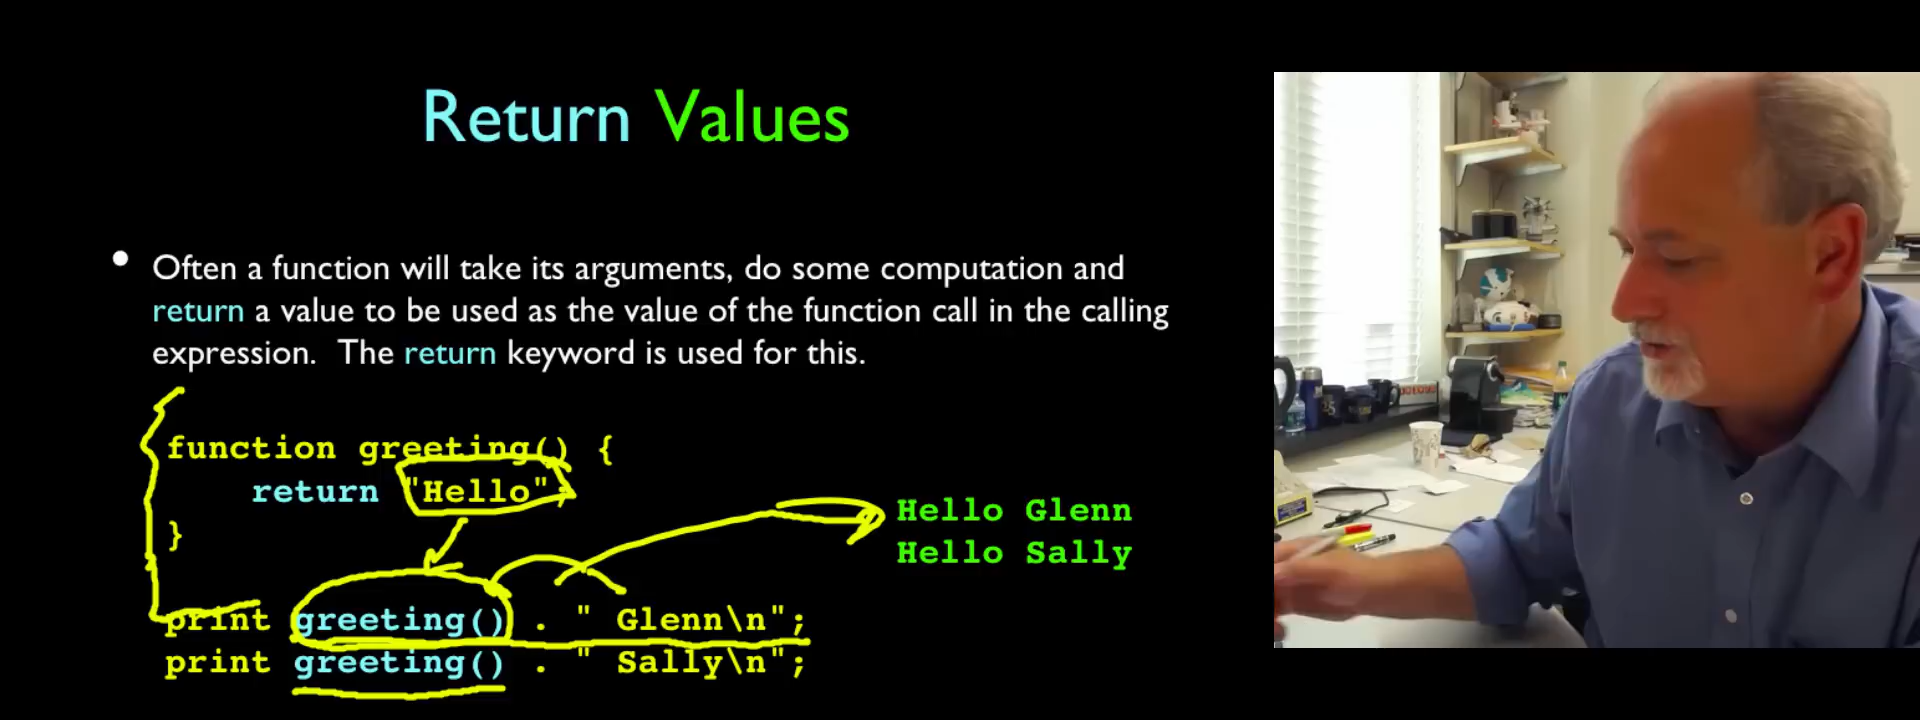 Return Values
• Often a function will take its arguments, do some computation and
return a value to be used as the value of the function call in the calling
expression. The return keyword is used for this.
function greeting() {
return "Hello";
}
print greeting() . " Glenn\n";
print greeting() . " Sally\n";
Hello Glenn
Hello Sally